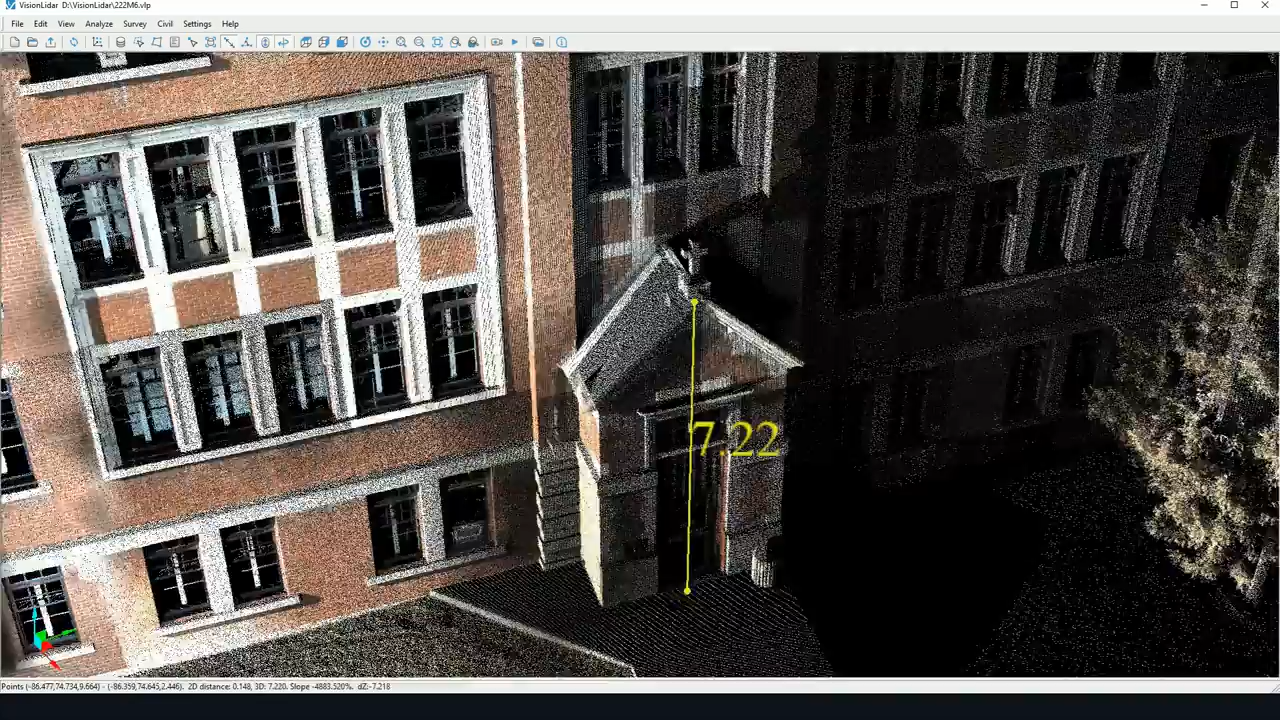 VisionLidar D:\VisionLidar\222M6.vlp
File Edit View Analyze Survey Civil Settings Help
7.22
Points (-86.477,74.734,9.664) - (-86.359,74.645,2.446). 2D distance: 0.148, 3D: 7.220. Slope -4883.520%. dZ:-7.218